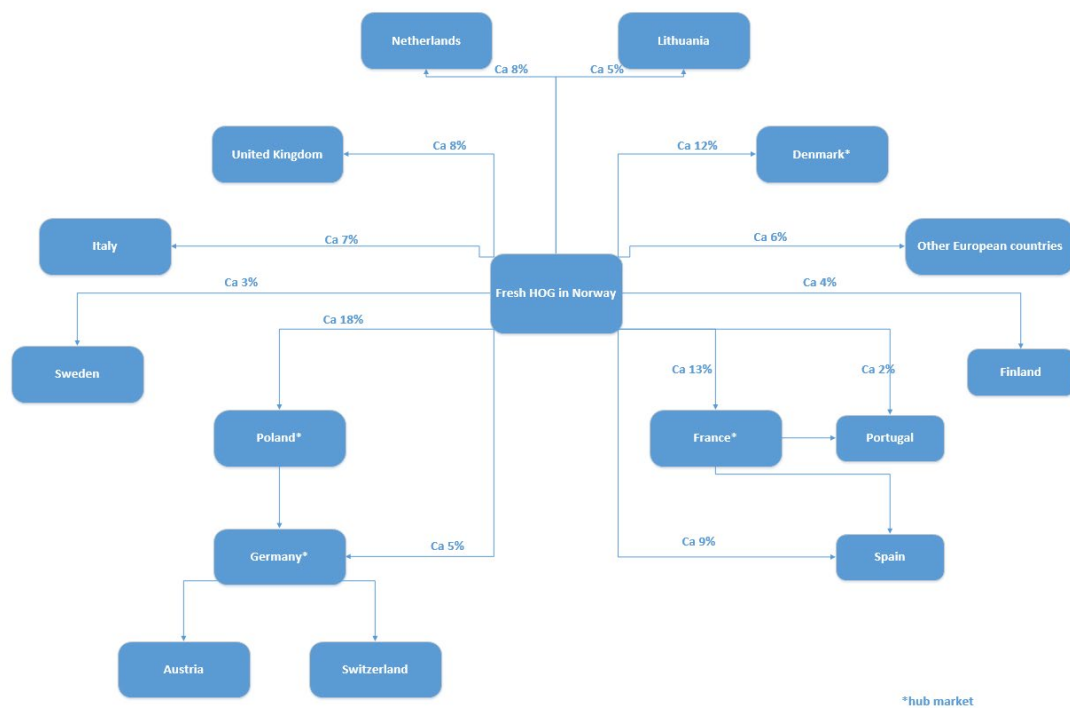 Netherlands
Lithuania
Ca 8%
Ca 5%
United Kingdom
Ca 8%
Ca 12%
Denmark*
Italy
Ca 7%
Ca 6%
Other European countries
Ca 3%
Fresh HOG in Norway
Ca 4%
Ca 18%
Sweden
Ca 13%
Ca 2%
Finland
Poland*
France*
Portugal
Germany*
Ca 5%
Ca 9%
Spain
Austria
Switzerland
*hub market